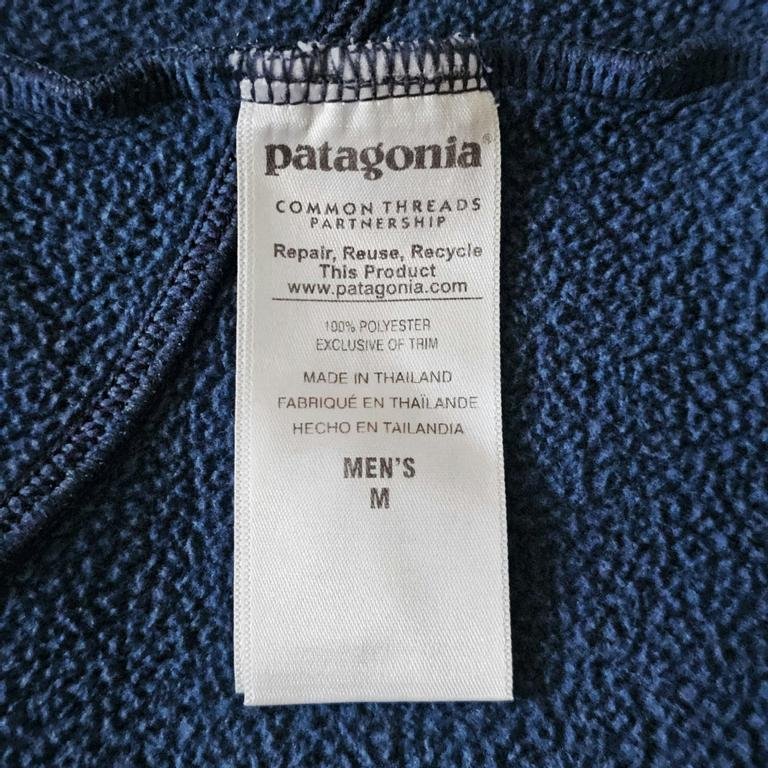 patagonia®
COMMON THREADS
PARTNERSHIP
Repair, Reuse, Recycle
This Product
www.patagonia.com
100% POLYESTER
EXCLUSIVE OF TRIM
MADE IN THAILAND
FABRIQUÉ EN THAÏLANDE
HECHO EN TAILANDIA
MEN'S
M